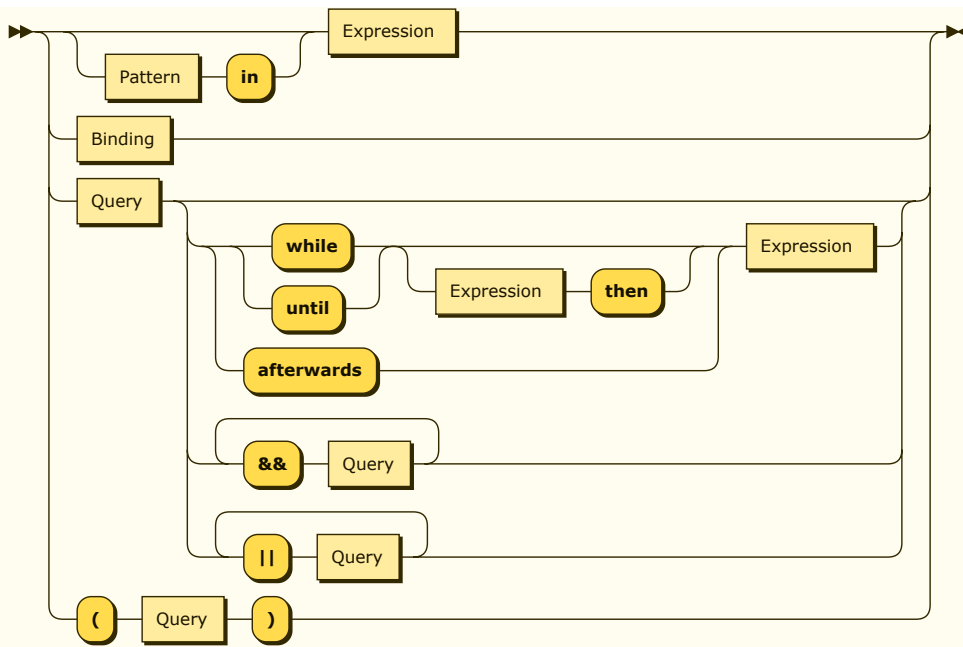 Expression
Pattern in
Binding
Query
while Expression
until Expression then
afterwards
&& Query
|| Query
( Query )